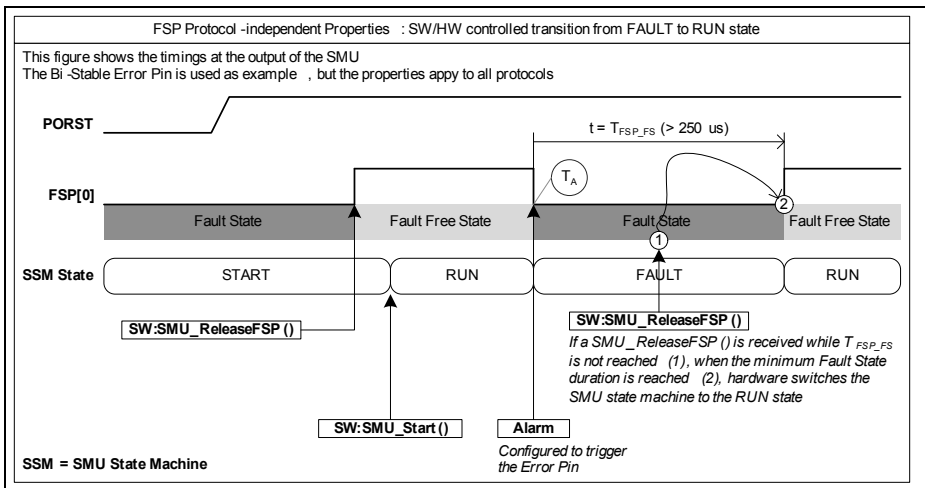 FSP Protocol -independent Properties : SW/HW controlled transition from FAULT to RUN state
This figure shows the timings at the output of the SMU
The Bi -Stable Error Pin is used as example , but the properties appy to all protocols
PORST
t = TFSP_FS (> 250 us)
TA
FSP[0]
2
Fault State
Fault Free State
Fault State
Fault Free State
1
SSM State
START
RUN
FAULT
RUN
SW:SMU_ReleaseFSP ()
SW:SMU_ReleaseFSP ()
If a SMU_ReleaseFSP () is received while T FSP_FS
is not reached (1), when the minimum Fault State
duration is reached (2), hardware switches the
SMU state machine to the RUN state
SW:SMU_Start ()
Alarm
Configured to trigger
the Error Pin
SSM = SMU State Machine